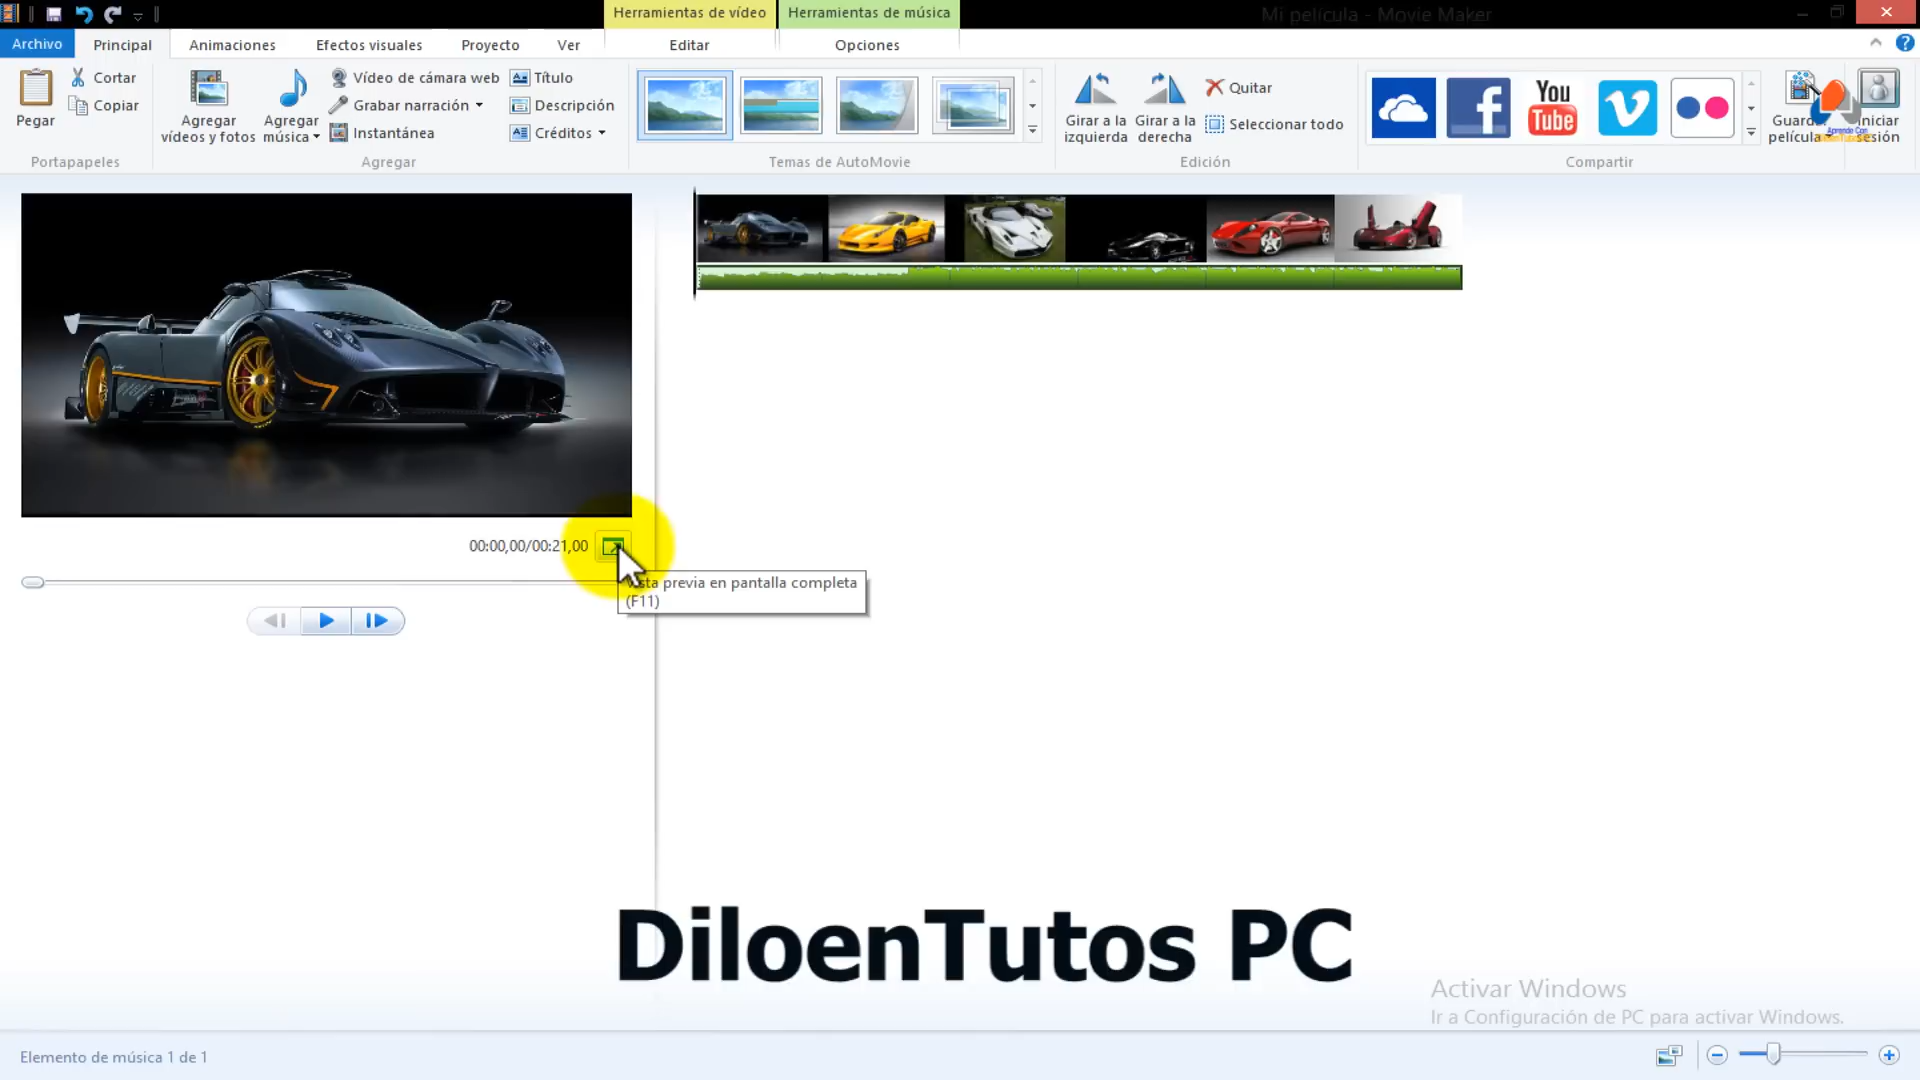 Herramientas de vídeo
Herramientas de música
Mi película - Movie Maker
Archivo
Principal
Animaciones
Efectos visuales
Proyecto
Ver
Editar
Opciones
Pegar
Cortar
Copiar
Portapapeles
Agregar
vídeos y fotos
Agregar
música
Vídeo de cámara web
Grabar narración
Instantánea
Título
Descripción
Créditos
Agregar
Temas de AutoMovie
Girar a la
izquierda
Girar a la
derecha
Quitar
Seleccionar todo
Edición
You
Tube
Compartir
película
sesión
Aprende Con
00:00,00/00:21,00
previa en pantalla completa
(F11)
DiloenTutos PC
Activar Windows
Ir a Configuración de PC para activar Windows.
Elemento de música 1 de 1